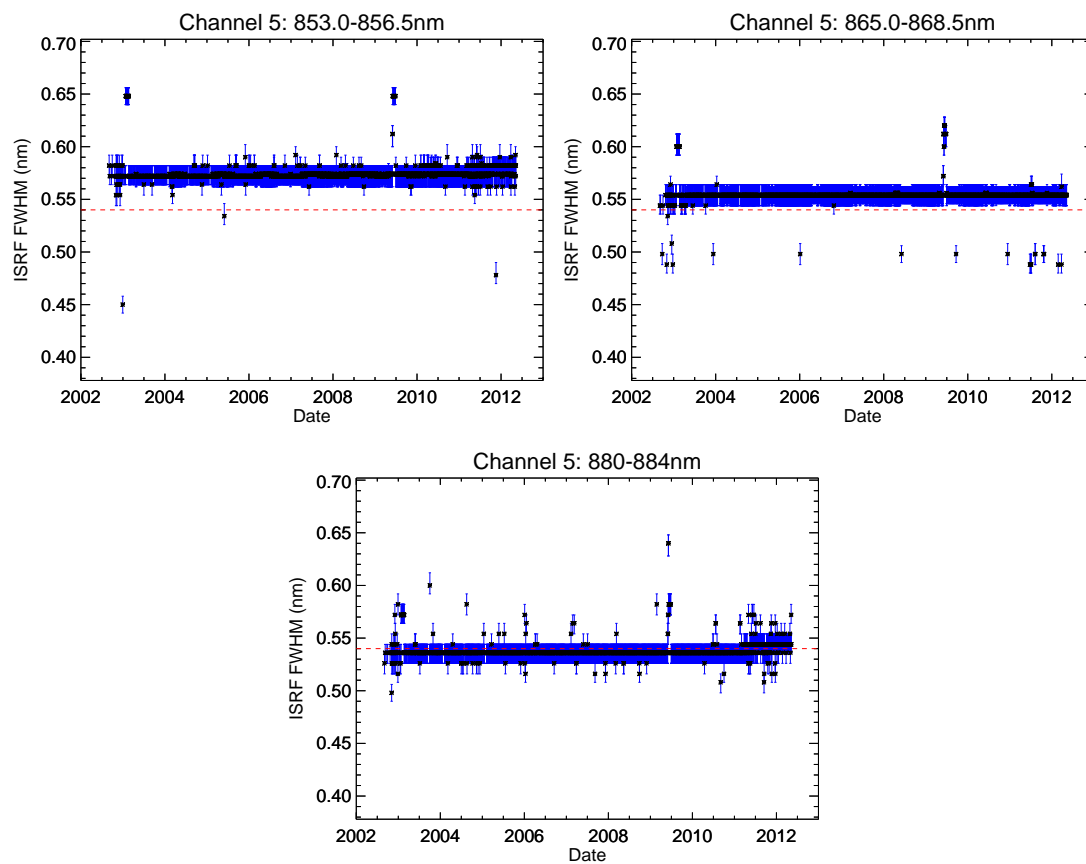 Channel 5: 853.0-856.5nm
0.70
0.65
0.60
0.55
0.50
0.45
0.40
ISRF FWHM (nm)
2002 2004 2006 2008 2010 2012
Date
Channel 5: 865.0-868.5nm
0.70
0.65
0.60
0.55
0.50
0.45
0.40
ISRF FWHM (nm)
2002 2004 2006 2008 2010 2012
Date
Channel 5: 880-884nm
0.70
0.65
0.60
0.55
0.50
0.45
0.40
ISRF FWHM (nm)
2002 2004 2006 2008 2010 2012
Date